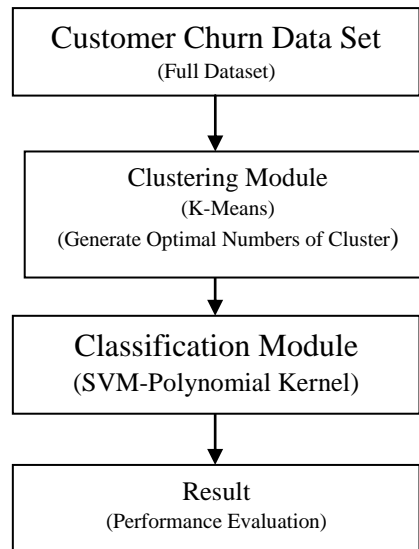 Customer Churn Data Set
(Full Dataset)
Clustering Module
(K-Means)
(Generate Optimal Numbers of Cluster)
Classification Module
(SVM-Polynomial Kernel)
Result
(Performance Evaluation)